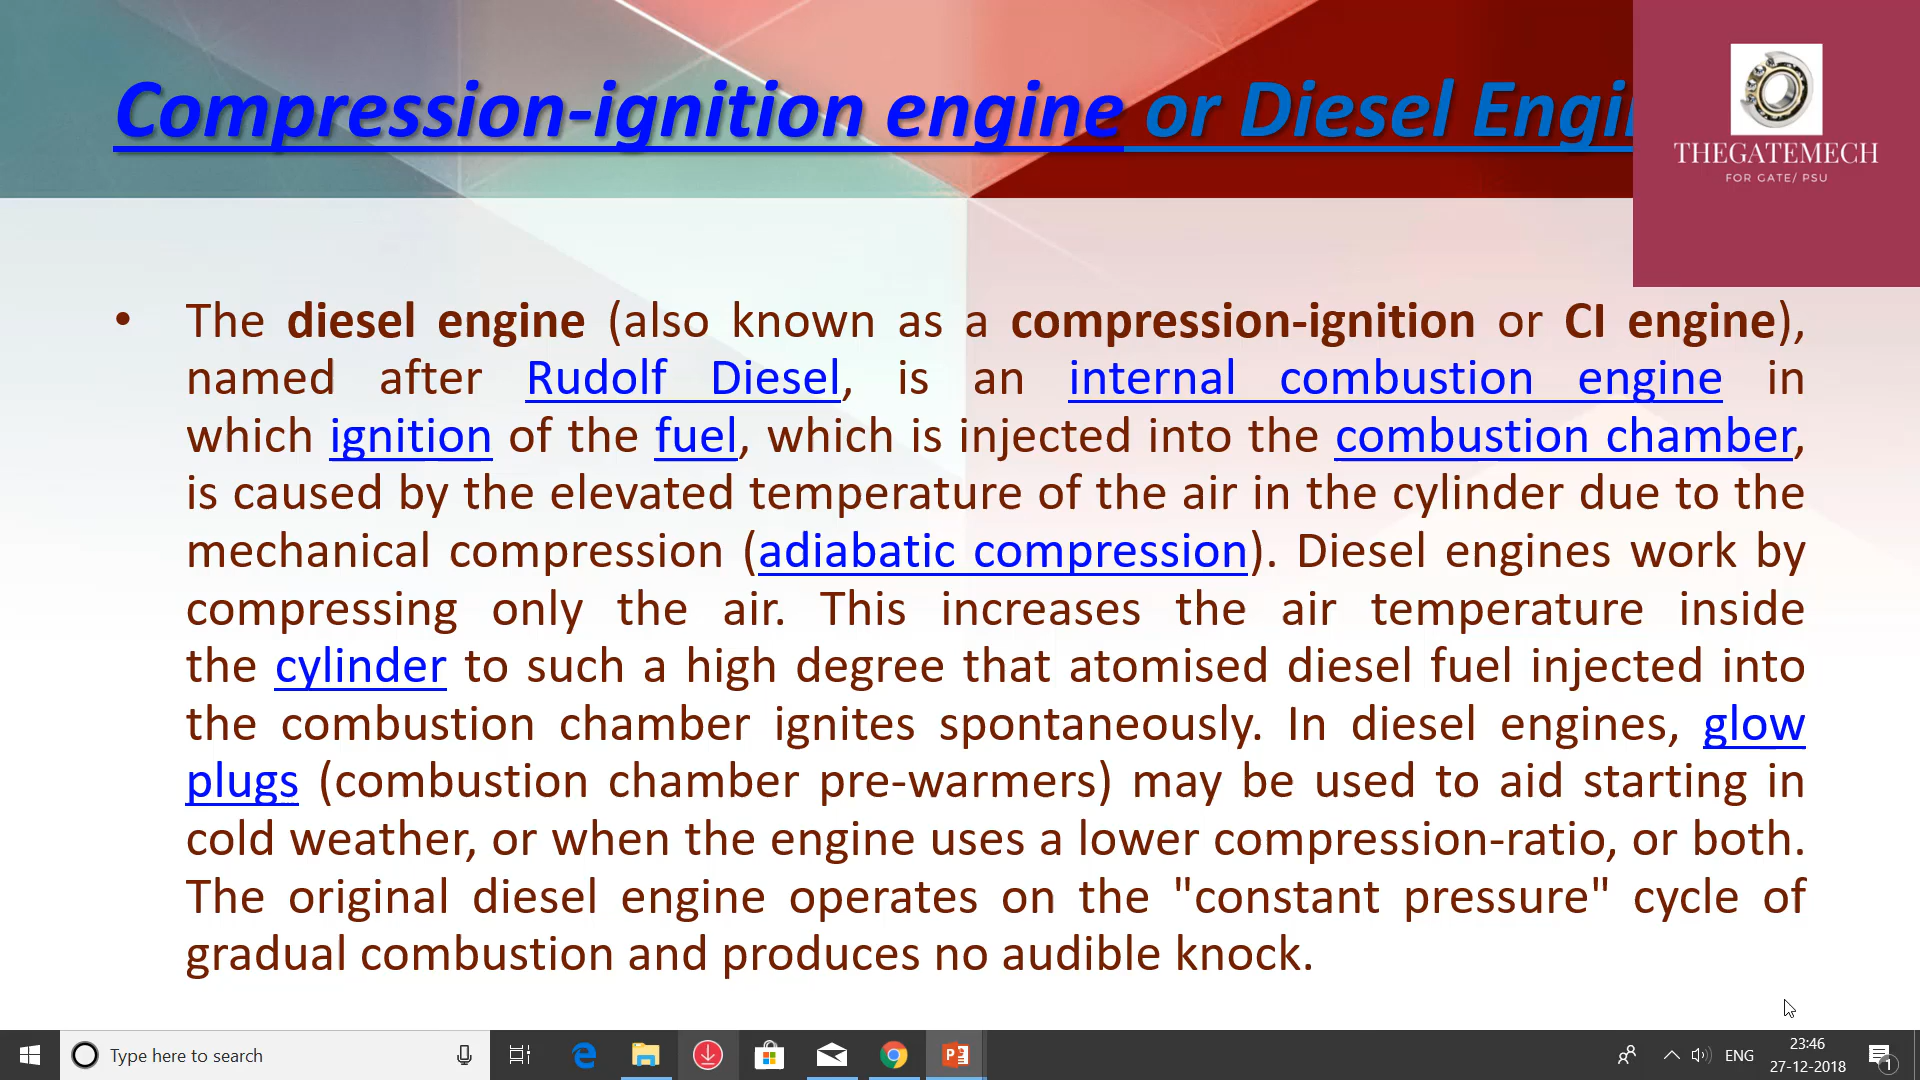 Compression-ignition engine or Diesel Engi
THEGATEMECH
FOR GATE/ PSU
• The diesel engine (also known as a compression-ignition or CI engine),
named after Rudolf Diesel, is an internal combustion engine in
which ignition of the fuel, which is injected into the combustion chamber,
is caused by the elevated temperature of the air in the cylinder due to the
mechanical compression (adiabatic compression). Diesel engines work by
compressing only the air. This increases the air temperature inside
the cylinder to such a high degree that atomised diesel fuel injected into
the combustion chamber ignites spontaneously. In diesel engines, glow
plugs (combustion chamber pre-warmers) may be used to aid starting in
cold weather, or when the engine uses a lower compression-ratio, or both.
The original diesel engine operates on the "constant pressure" cycle of
gradual combustion and produces no audible knock.
Type here to search
ENG
23:46
27-12-2018
1